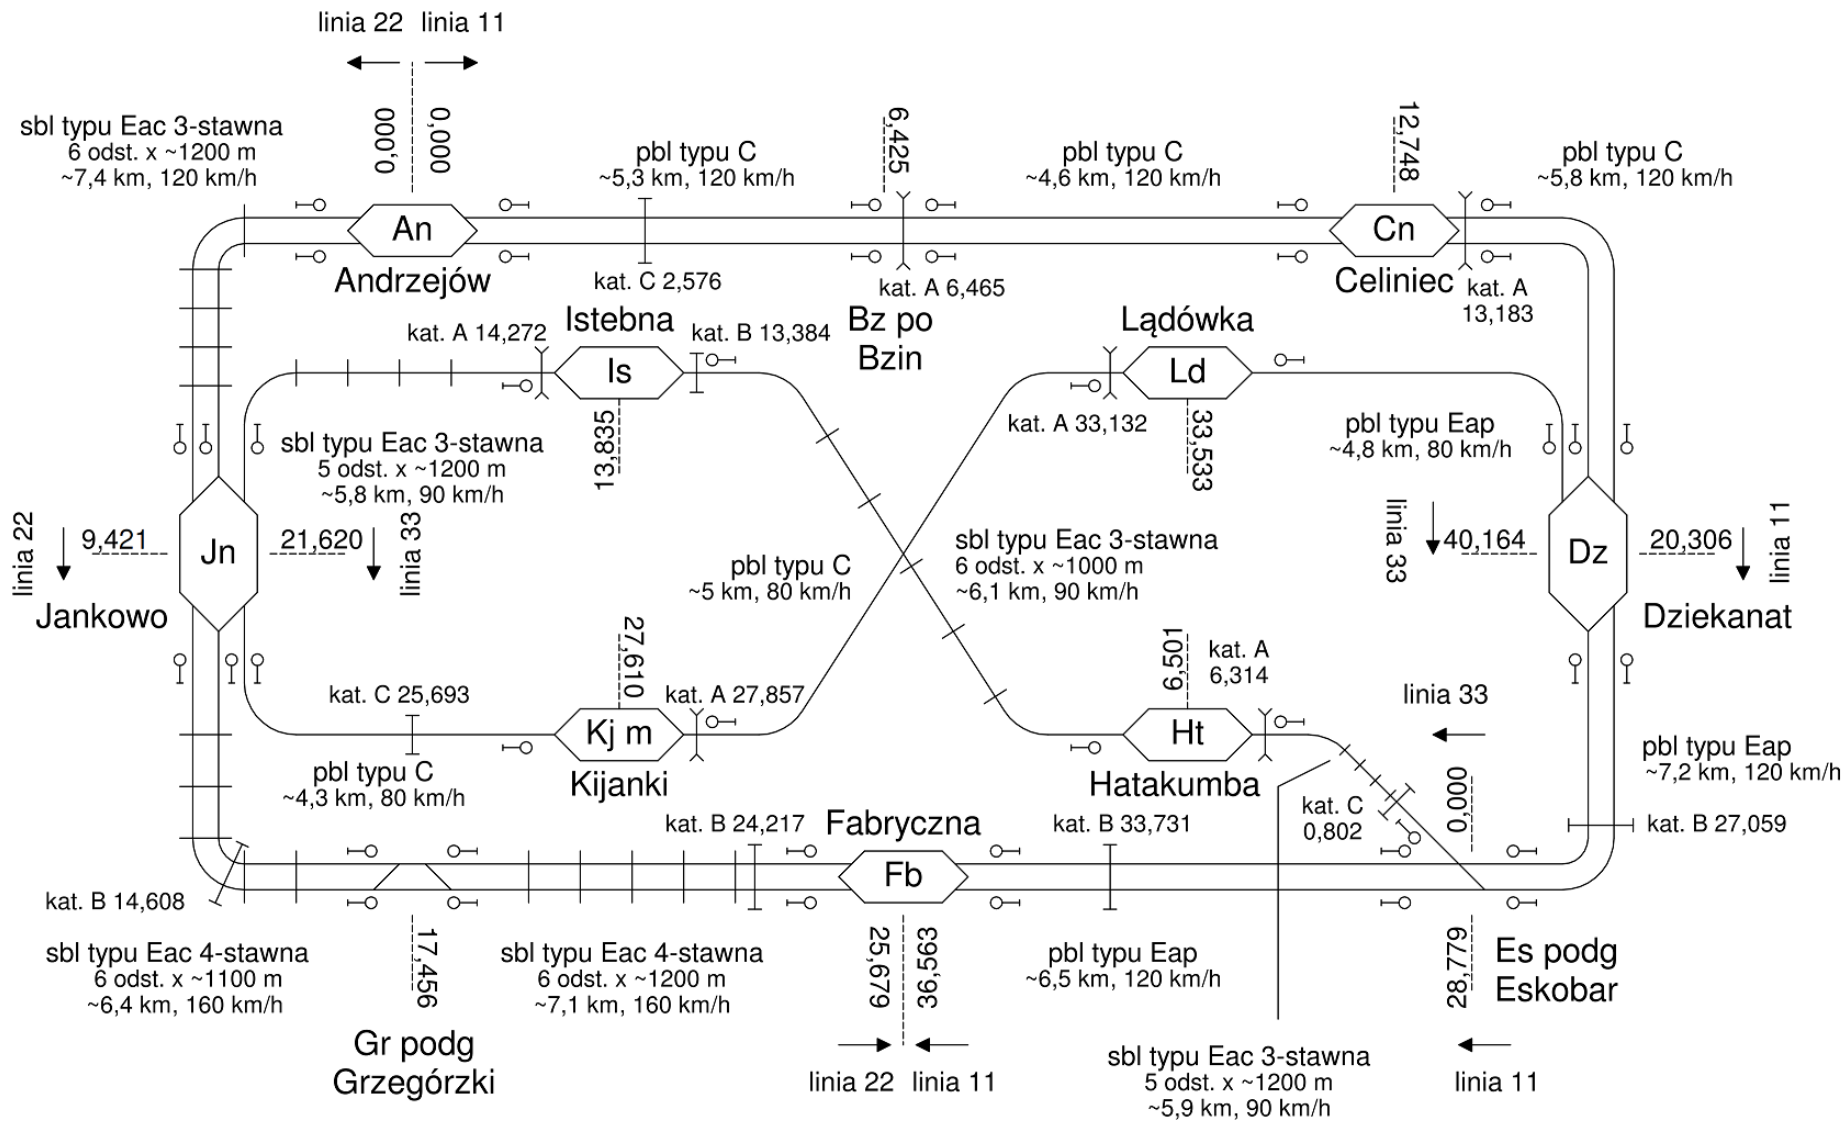 linia 22 linia 11
sbl typu Eac 3-stawna
6 odst. x ~1200 m
~7,4 km, 120 km/h
0,000
0,000
pbl typu C
~5,3 km, 120 km/h
6,425
pbl typu C
~4,6 km, 120 km/h
12,748
pbl typu C
~5,8 km, 120 km/h
An
Andrzejów
kat. C 2,576
kat. A 6,465
Bz po
Bzin
Cn
Celiniec
kat. A
13,183
kat. A 14,272
Istebna
kat. B 13,384
Is
13,835
Lądówka
Ld
kat. A 33,132
33,533
sbl typu Eac 3-stawna
5 odst. x ~1200 m
~5,8 km, 90 km/h
pbl typu Eap
~4,8 km, 80 km/h
linia 22
9,421
Jn
21,620
linia 33
Jankowo
pbl typu C
~5 km, 80 km/h
sbl typu Eac 3-stawna
6 odst. x ~1000 m
~6,1 km, 90 km/h
linia 33
40,164
Dz
20,306
linia 11
Dziekanat
27,610
kat. C 25,693
kat. A 27,857
Kj m
Kijanki
pbl typu C
~4,3 km, 80 km/h
6,501
kat. A
6,314
Ht
Hatakumba
linia 33
pbl typu Eap
~7,2 km, 120 km/h
kat. C
0,802
0,000
kat. B 24,217
Fabryczna
kat. B 33,731
kat. B 27,059
Fb
kat. B 14,608
sbl typu Eac 4-stawna
6 odst. x ~1100 m
~6,4 km, 160 km/h
17,456
Gr podg
Grzegórzki
sbl typu Eac 4-stawna
6 odst. x ~1200 m
~7,1 km, 160 km/h
25,679
36,593
linia 22 linia 11
pbl typu Eap
~6,5 km, 120 km/h
28,779
Es podg
Eskobar
linia 11
sbl typu Eac 3-stawna
5 odst. x ~1200 m
~5,9 km, 90 km/h